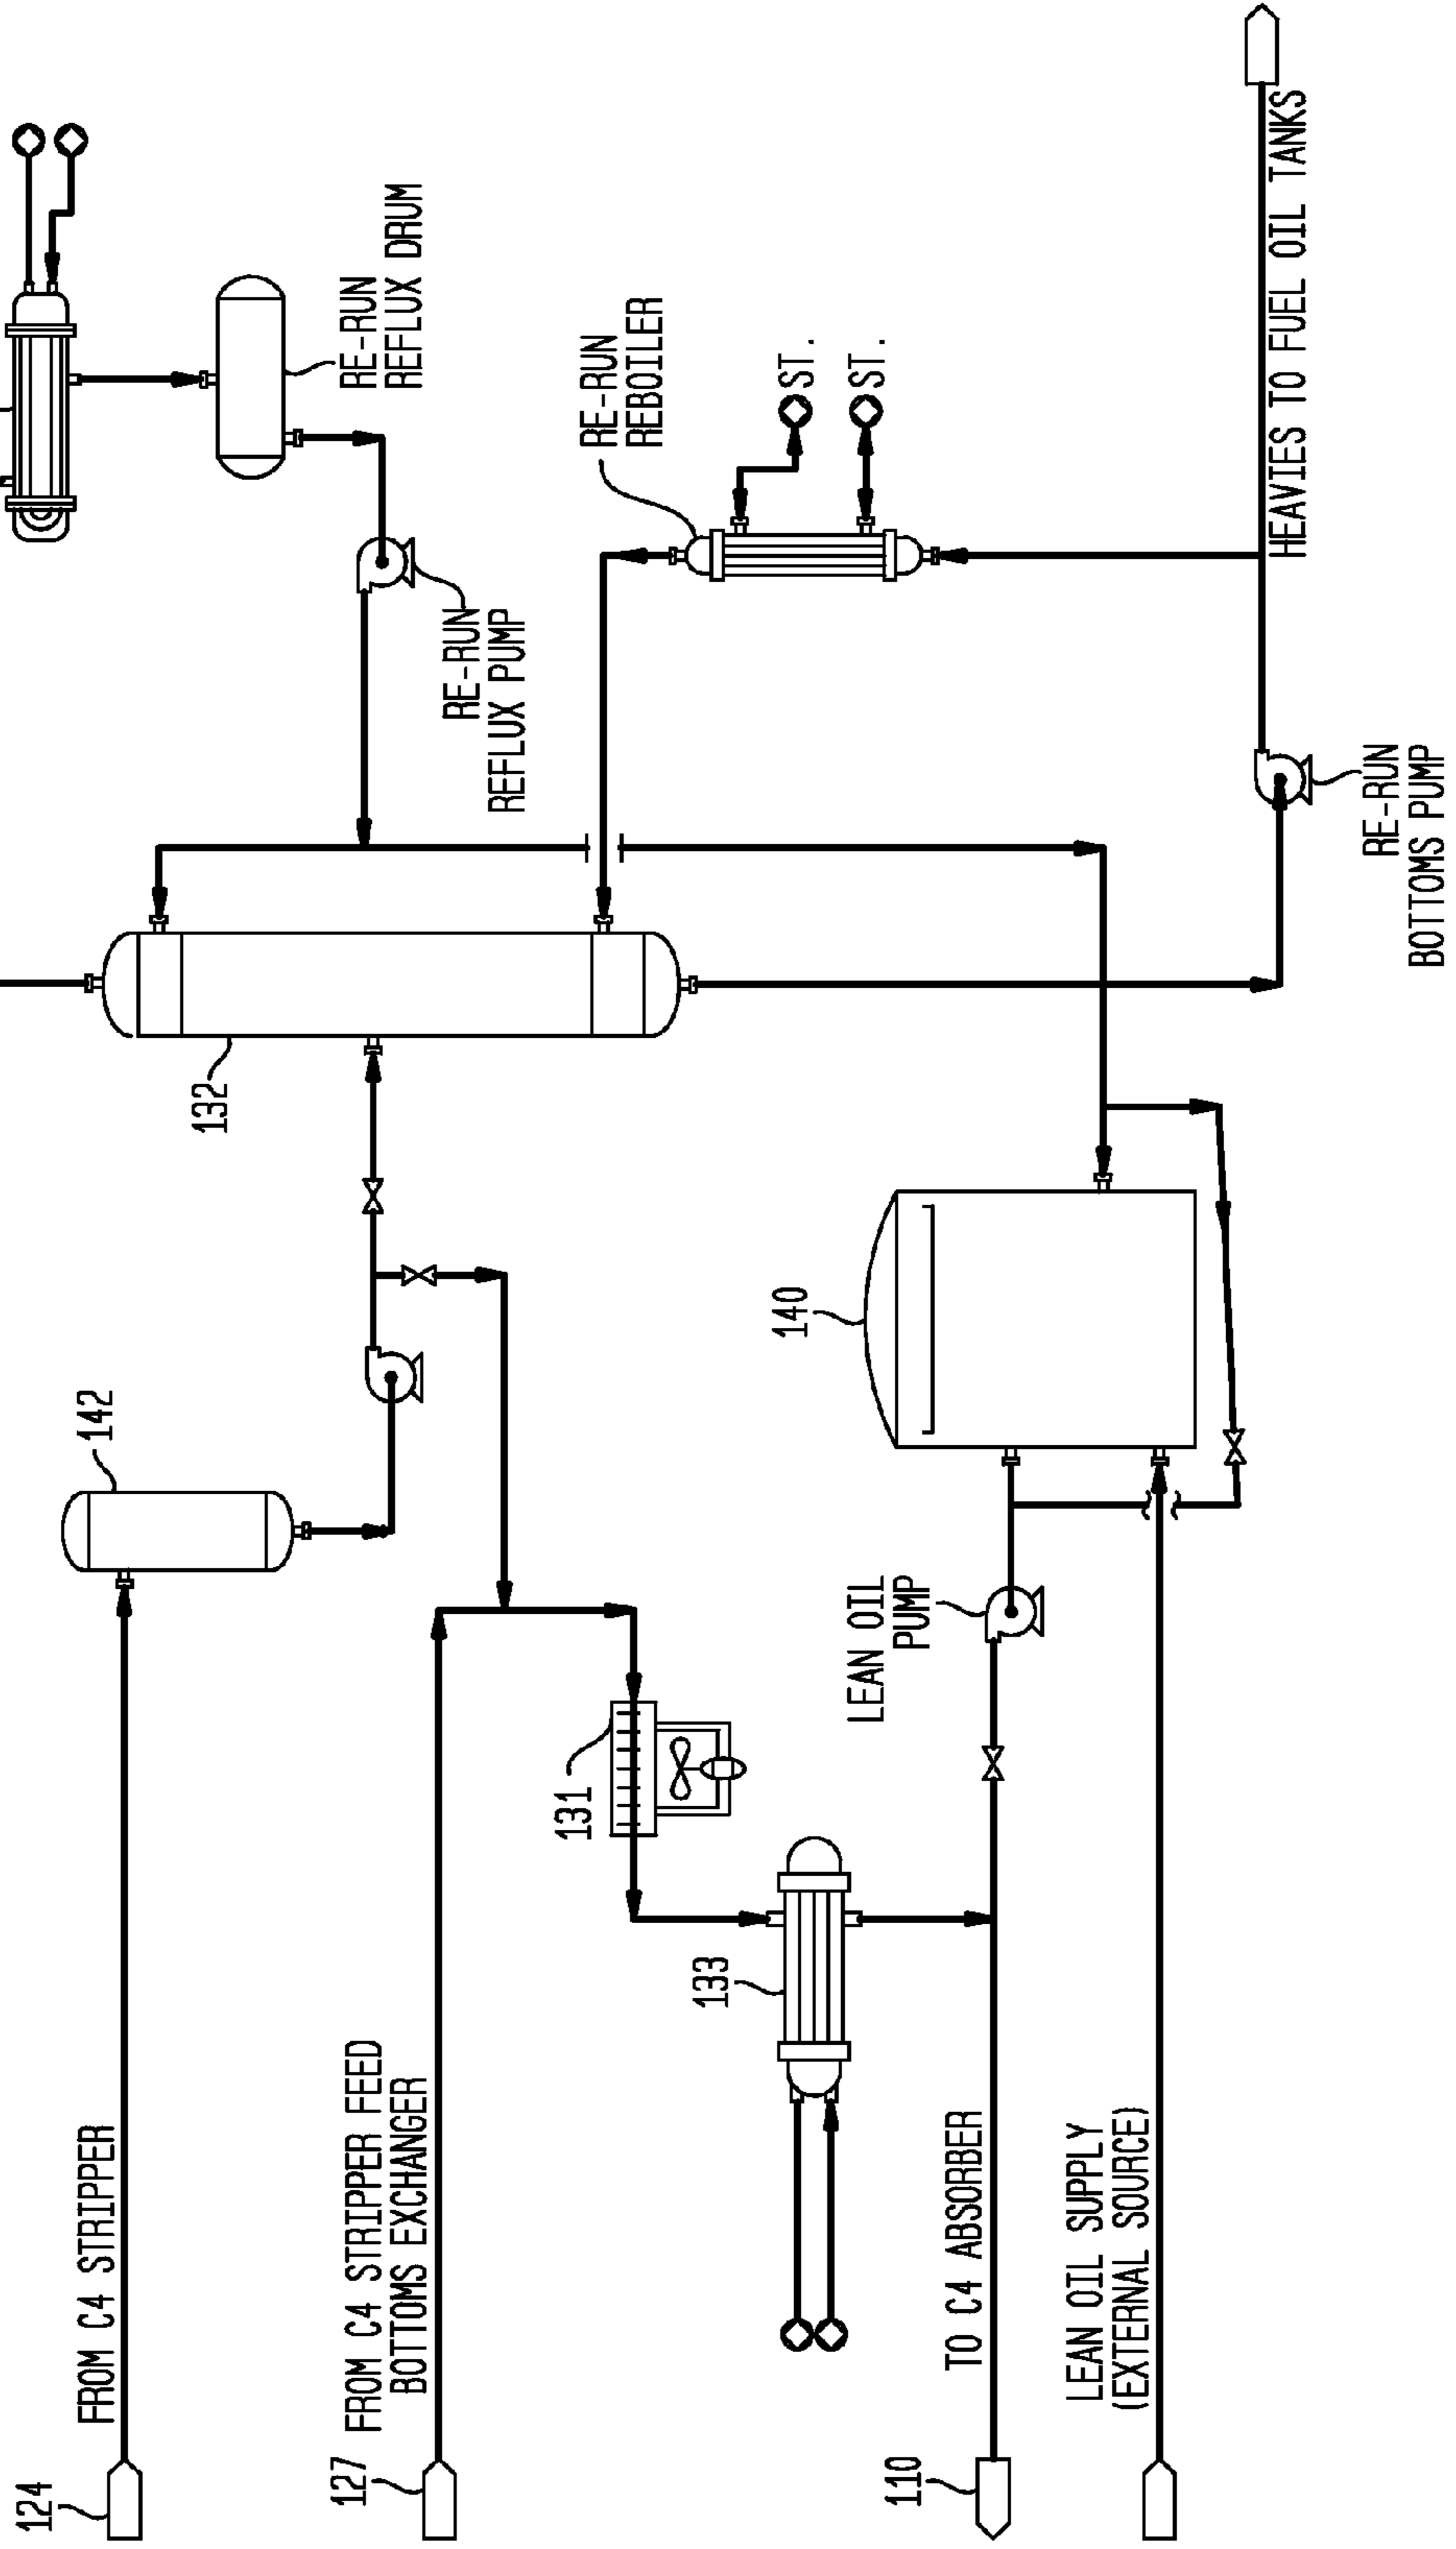 124
FROM C4 STRIPPER
142
132
RE-RUN
REFLUX DRUM
127
FROM C4 STRIPPER FEED
BOTTOMS EXCHANGER
RE-RUN
REFLUX PUMP
131
RE-RUN
REBOILER
133
140
ST.
ST.
LEAN OIL
PUMP
110
TO C4 ABSORBER
LEAN OIL SUPPLY
(EXTERNAL SOURCE)
HEAVIES TO FUEL OIL TANKS
RE-RUN
BOTTOMS PUMP